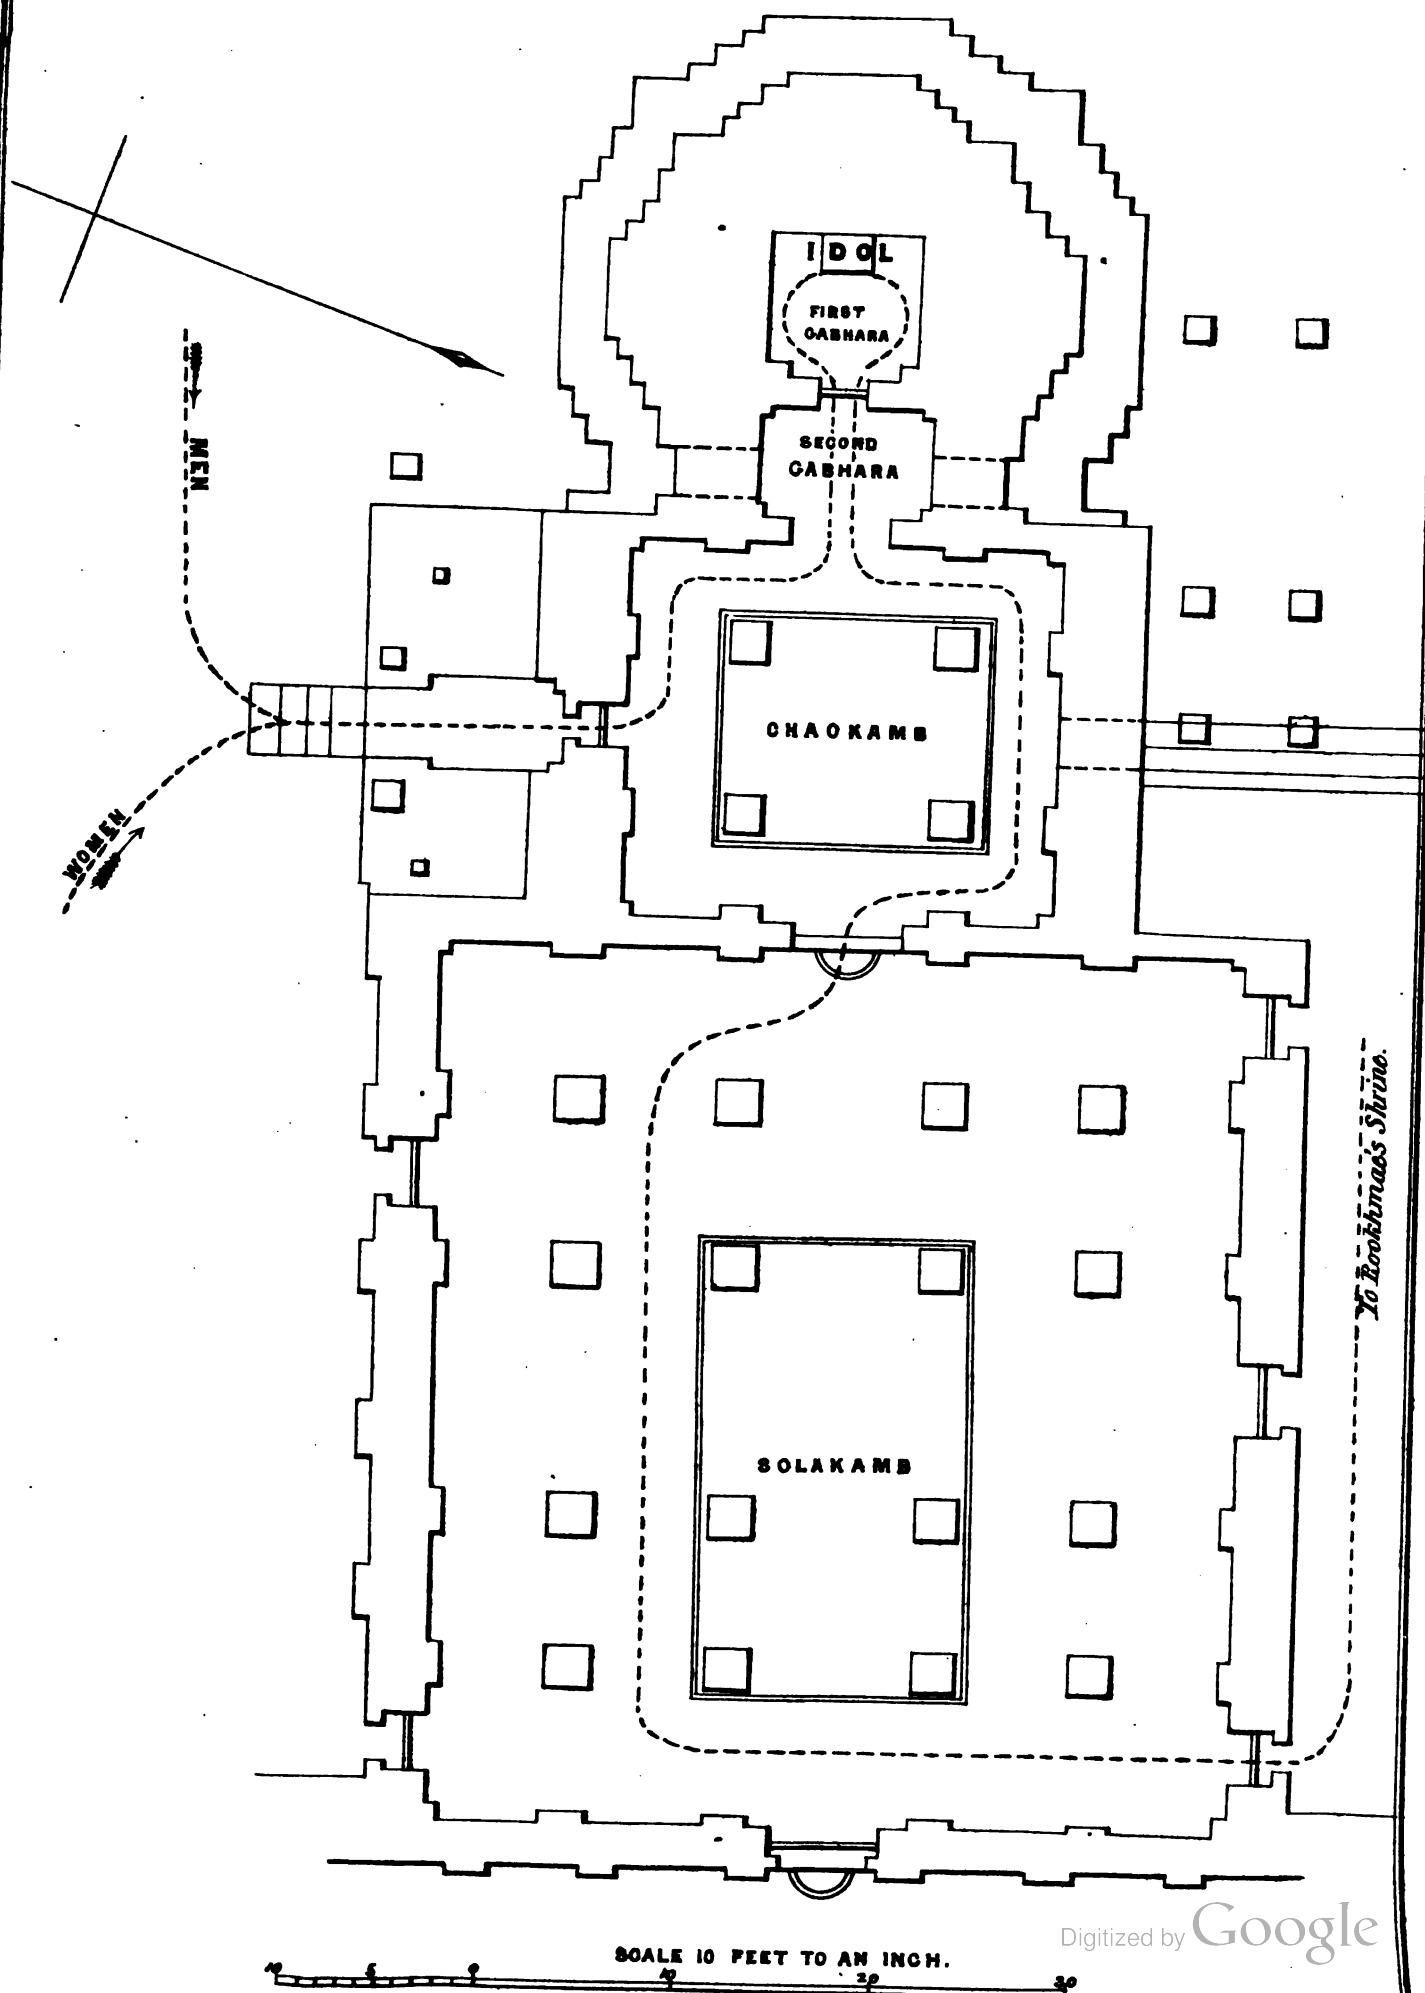 IDOL
FIRST
GABHARA
SECOND
GABHARA
MEN
WOMEN
CHAOKAMB
To Rookhmae's Shrine.
SOLAKAMB
SCALE 10 FEET TO AN INCH.
10 5 0 10 20 30
Digitized by Google